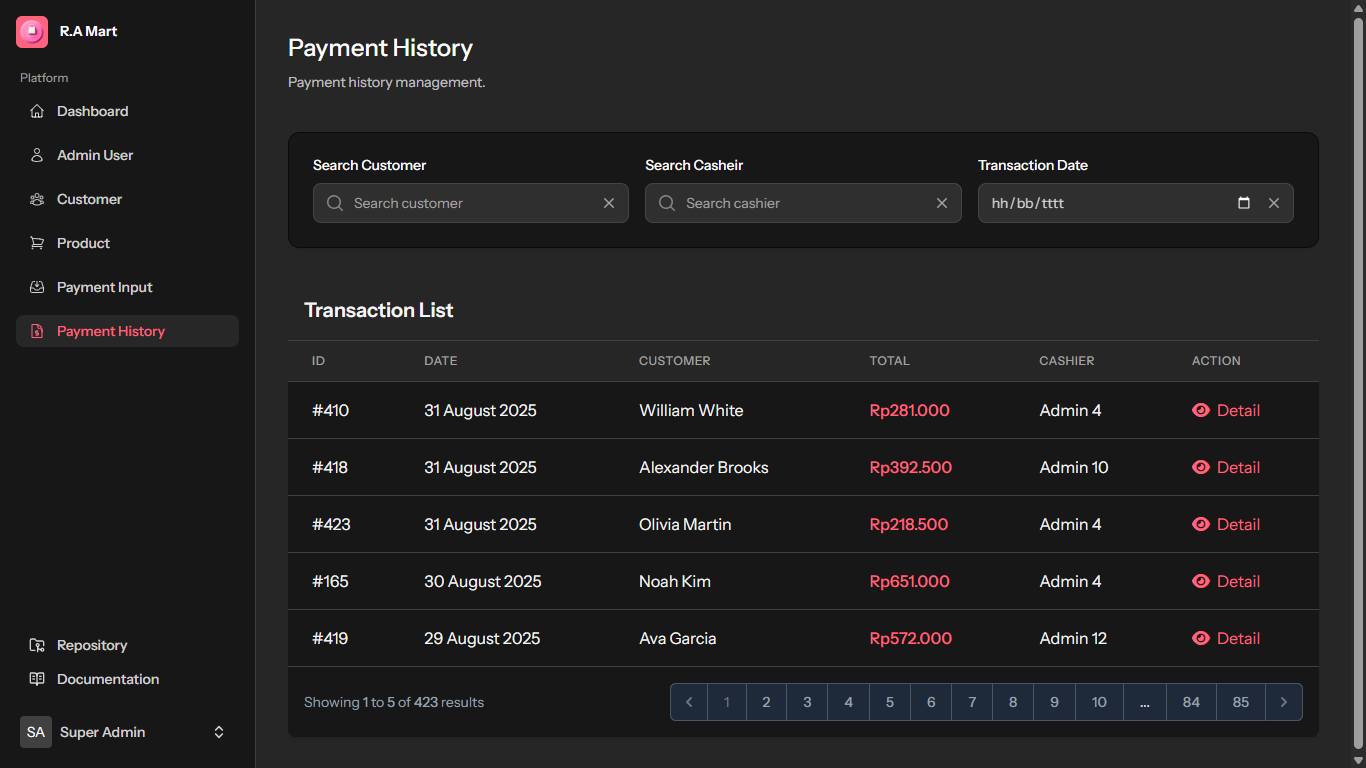 R.A Mart
Platform
Dashboard
Admin User
Customer
Product
Payment Input
Payment History
Repository
Documentation
SA Super Admin
Payment History
Payment history management.
Search Customer Search Casheir Transaction Date
Search customer Search cashier hh/bb/tttt
Transaction List
ID DATE CUSTOMER TOTAL CASHIER ACTION
#410 31 August 2025 William White Rp281.000 Admin 4 Detail
#418 31 August 2025 Alexander Brooks Rp392.500 Admin 10 Detail
#423 31 August 2025 Olivia Martin Rp218.500 Admin 4 Detail
#165 30 August 2025 Noah Kim Rp651.000 Admin 4 Detail
#419 29 August 2025 Ava Garcia Rp572.000 Admin 12 Detail
Showing 1 to 5 of 423 results 1 2 3 4 5 6 7 8 9 10 ... 84 85